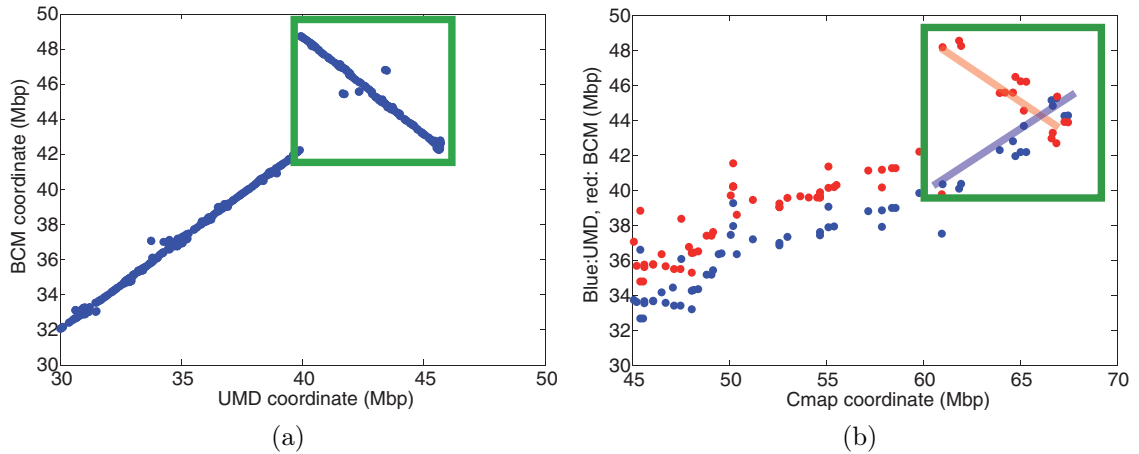 50
48
46
44
42
40
38
36
34
32
30
30 35 40 45 50
BCM coordinate (Mbp)
UMD coordinate (Mbp)
(a)
50
48
46
44
42
40
38
36
34
32
30
45 50 55 60 65 70
Blue:UMD, red: BCM (Mbp)
Cmap coordinate (Mbp)
(b)